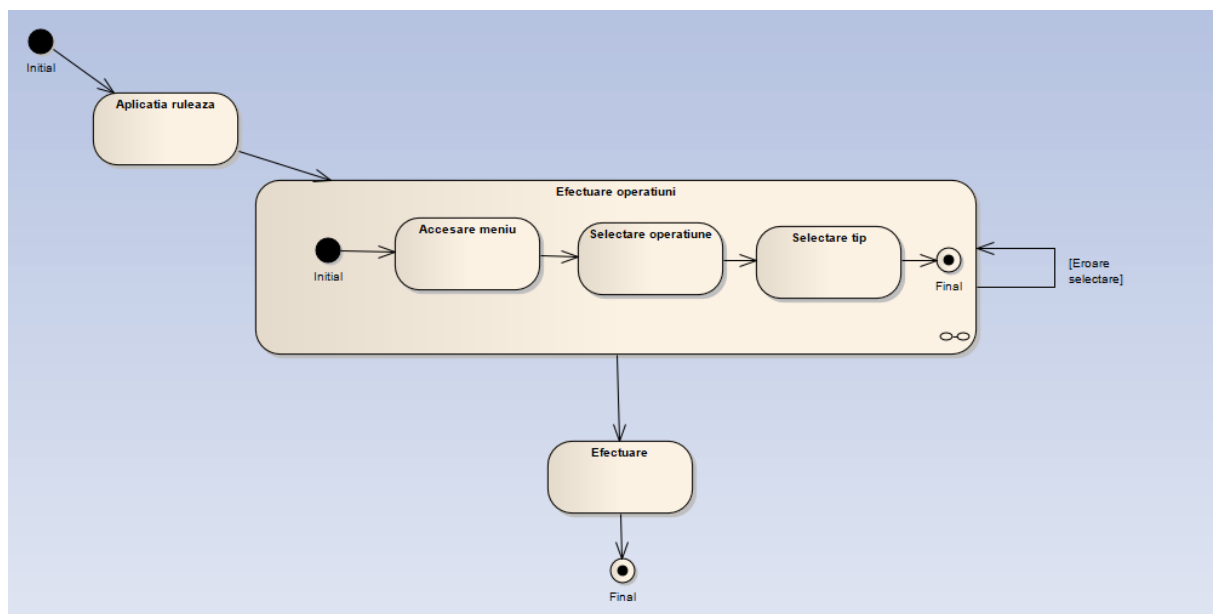 Initial
Aplicatia ruleaza
Efectuare operatiuni
Accesare meniu
Selectare operatiune
Selectare tip
Initial
Final
[Eroare
selectare]
Efectuare
Final